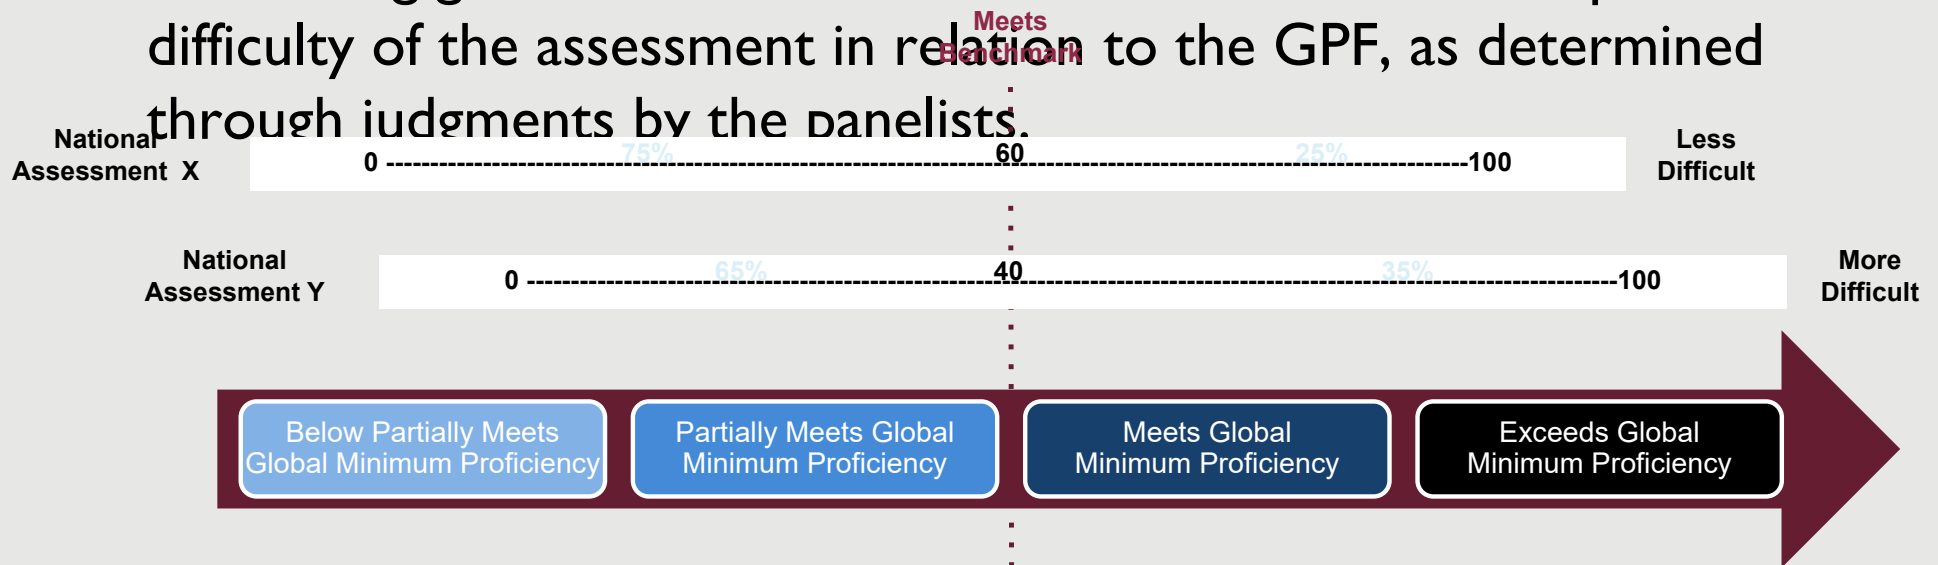 Meets
Benchmark
difficulty of the assessment in relation to the GPF, as determined
through judgments by the panelists.
National
Assessment X
0 ---------------------------------------------------------------------60----------------------------------------------------100
75%
25%
Less
Difficult
National
Assessment Y
0 -----------------------------------------------------40---------------------------------------------------------------------100
65%
35%
More
Difficult
Below Partially Meets
Global Minimum Proficiency
Partially Meets Global
Minimum Proficiency
Meets Global
Minimum Proficiency
Exceeds Global
Minimum Proficiency